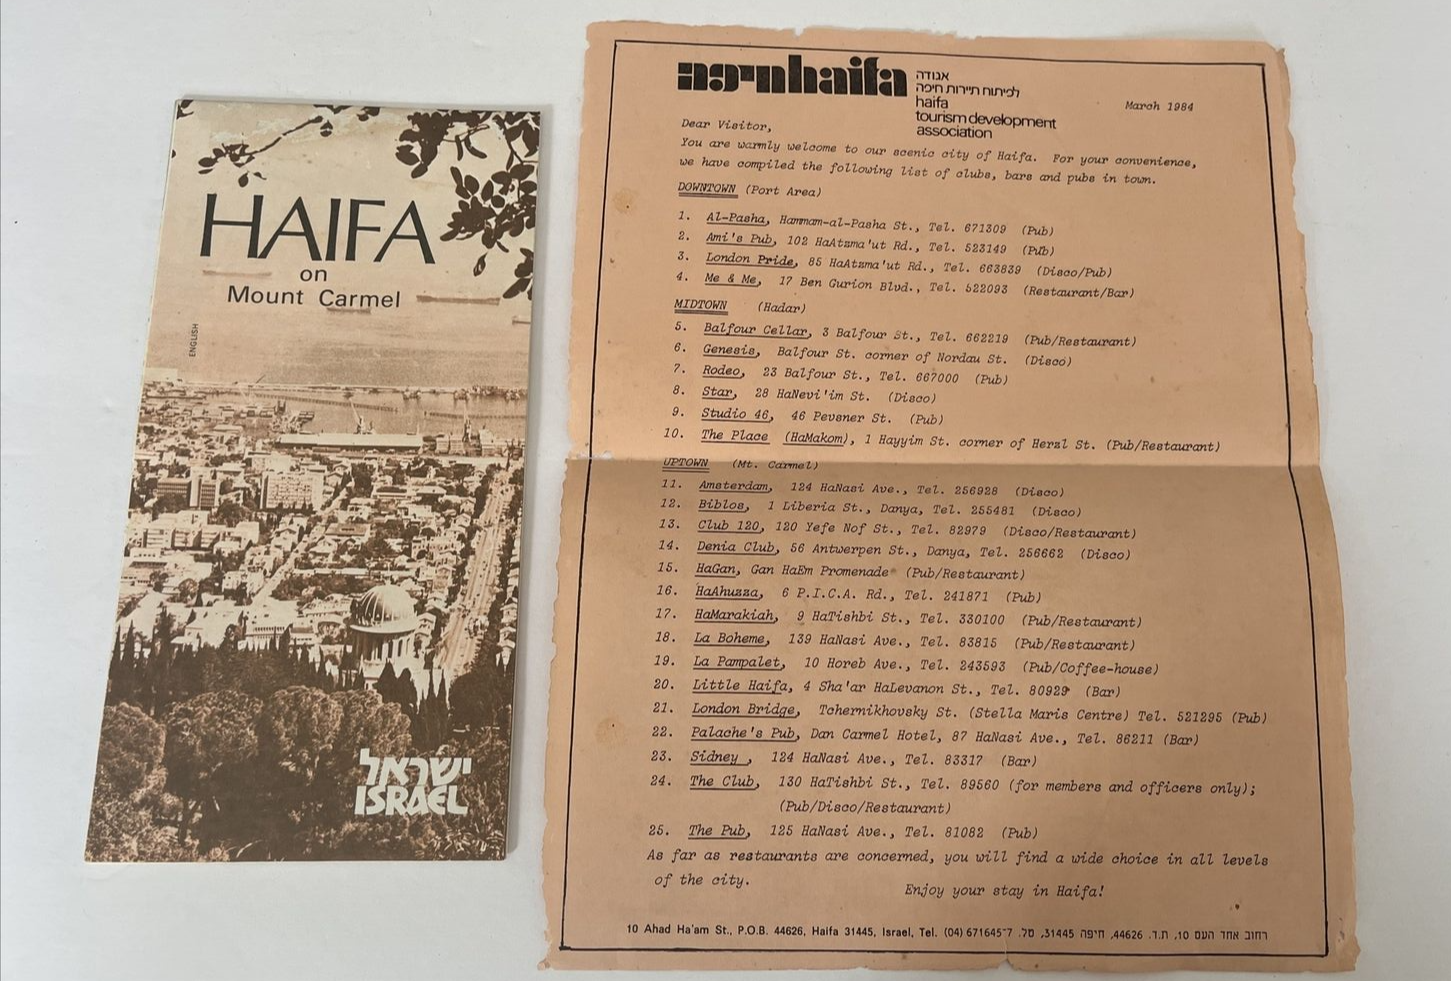 HAIFA
on
Mount Carmel
ENGLISH
ישראל
ISRAEL
חיפה haifa
אגודה
לפיתוח תיירות חיפה
haifa
tourism development
association
March 1984
Dear Visitor,
You are warmly welcome to our scenic city of Haifa. For your convenience,
we have compiled the following list of clubs, bars and pubs in town.
DOWNTOWN (Port Area)
1. Al-Pasha, Hammam-al-Pasha St., Tel. 671309 (Pub)
2. Ami's Pub, 102 HaAtzma'ut Rd., Tel. 523149 (Pub)
3. London Pride, 85 HaAtzma'ut Rd., Tel. 663839 (Disco/Pub)
4. Me & Me, 17 Ben Gurion Blvd., Tel. 522093 (Restaurant/Bar)
MIDTOWN (Hadar)
5. Balfour Cellar, 3 Balfour St., Tel. 662219 (Pub/Restaurant)
6. Genesis, Balfour St. corner of Nordau St. (Disco)
7. Rodeo, 23 Balfour St., Tel. 667000 (Pub)
8. Star, 28 HaNevi'im St. (Disco)
9. Studio 46, 46 Pevsner St. (Pub)
10. The Place (HaMakom), 1 Hayyim St. corner of Herzl St. (Pub/Restaurant)
UPTOWN (Mt. Carmel)
11. Amsterdam, 124 HaNasi Ave., Tel. 256928 (Disco)
12. Biblos, 1 Liberia St., Danya, Tel. 255481 (Disco)
13. Club 120, 120 Yefe Nof St., Tel. 82979 (Disco/Restaurant)
14. Denia Club, 56 Antwerpen St., Danya, Tel. 256662 (Disco)
15. HaGan, Gan HaEm Promenade (Pub/Restaurant)
16. HaAhuzza, 6 P.I.C.A. Rd., Tel. 241871 (Pub)
17. HaMarakiah, 9 HaTishbi St., Tel. 330100 (Pub/Restaurant)
18. La Boheme, 139 HaNasi Ave., Tel. 83815 (Pub/Restaurant)
19. La Pampalet, 10 Horeb Ave., Tel. 243593 (Pub/Coffee-house)
20. Little Haifa, 4 Sha'ar HaLevanon St., Tel. 80929 (Bar)
21. London Bridge, Tchernikhovsky St. (Stella Maris Centre) Tel. 521295 (Pub)
22. Palache's Pub, Dan Carmel Hotel, 87 HaNasi Ave., Tel. 86211 (Bar)
23. Sidney, 124 HaNasi Ave., Tel. 83317 (Bar)
24. The Club, 130 HaTishbi St., Tel. 89560 (for members and officers only);
(Pub/Disco/Restaurant)
25. The Pub, 125 HaNasi Ave., Tel. 81082 (Pub)
As far as restaurants are concerned, you will find a wide choice in all levels
of the city.
Enjoy your stay in Haifa!
10 Ahad Ha'am St., P.O.B. 44626, Haifa 31445, Israel, Tel. (04) 671645-7 רחוב אחד העם 10, ת.ד. 44626, חיפה 31445, טל.